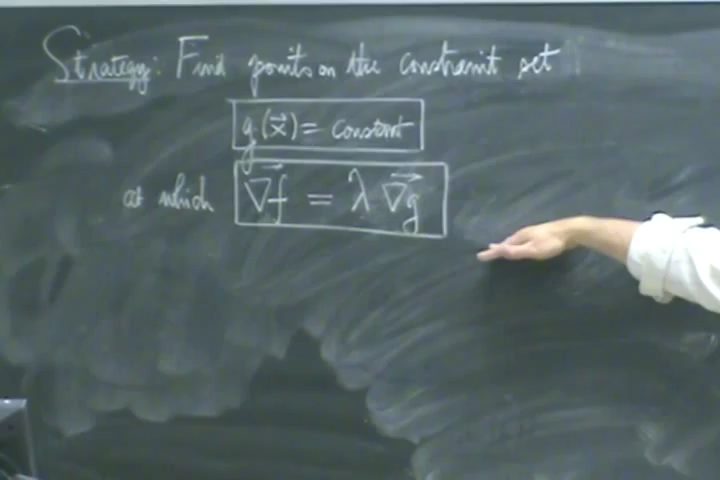 Strategy: Find points on the constraint set
g(x⃗) = constant
at which ∇⃗f = λ ∇⃗g